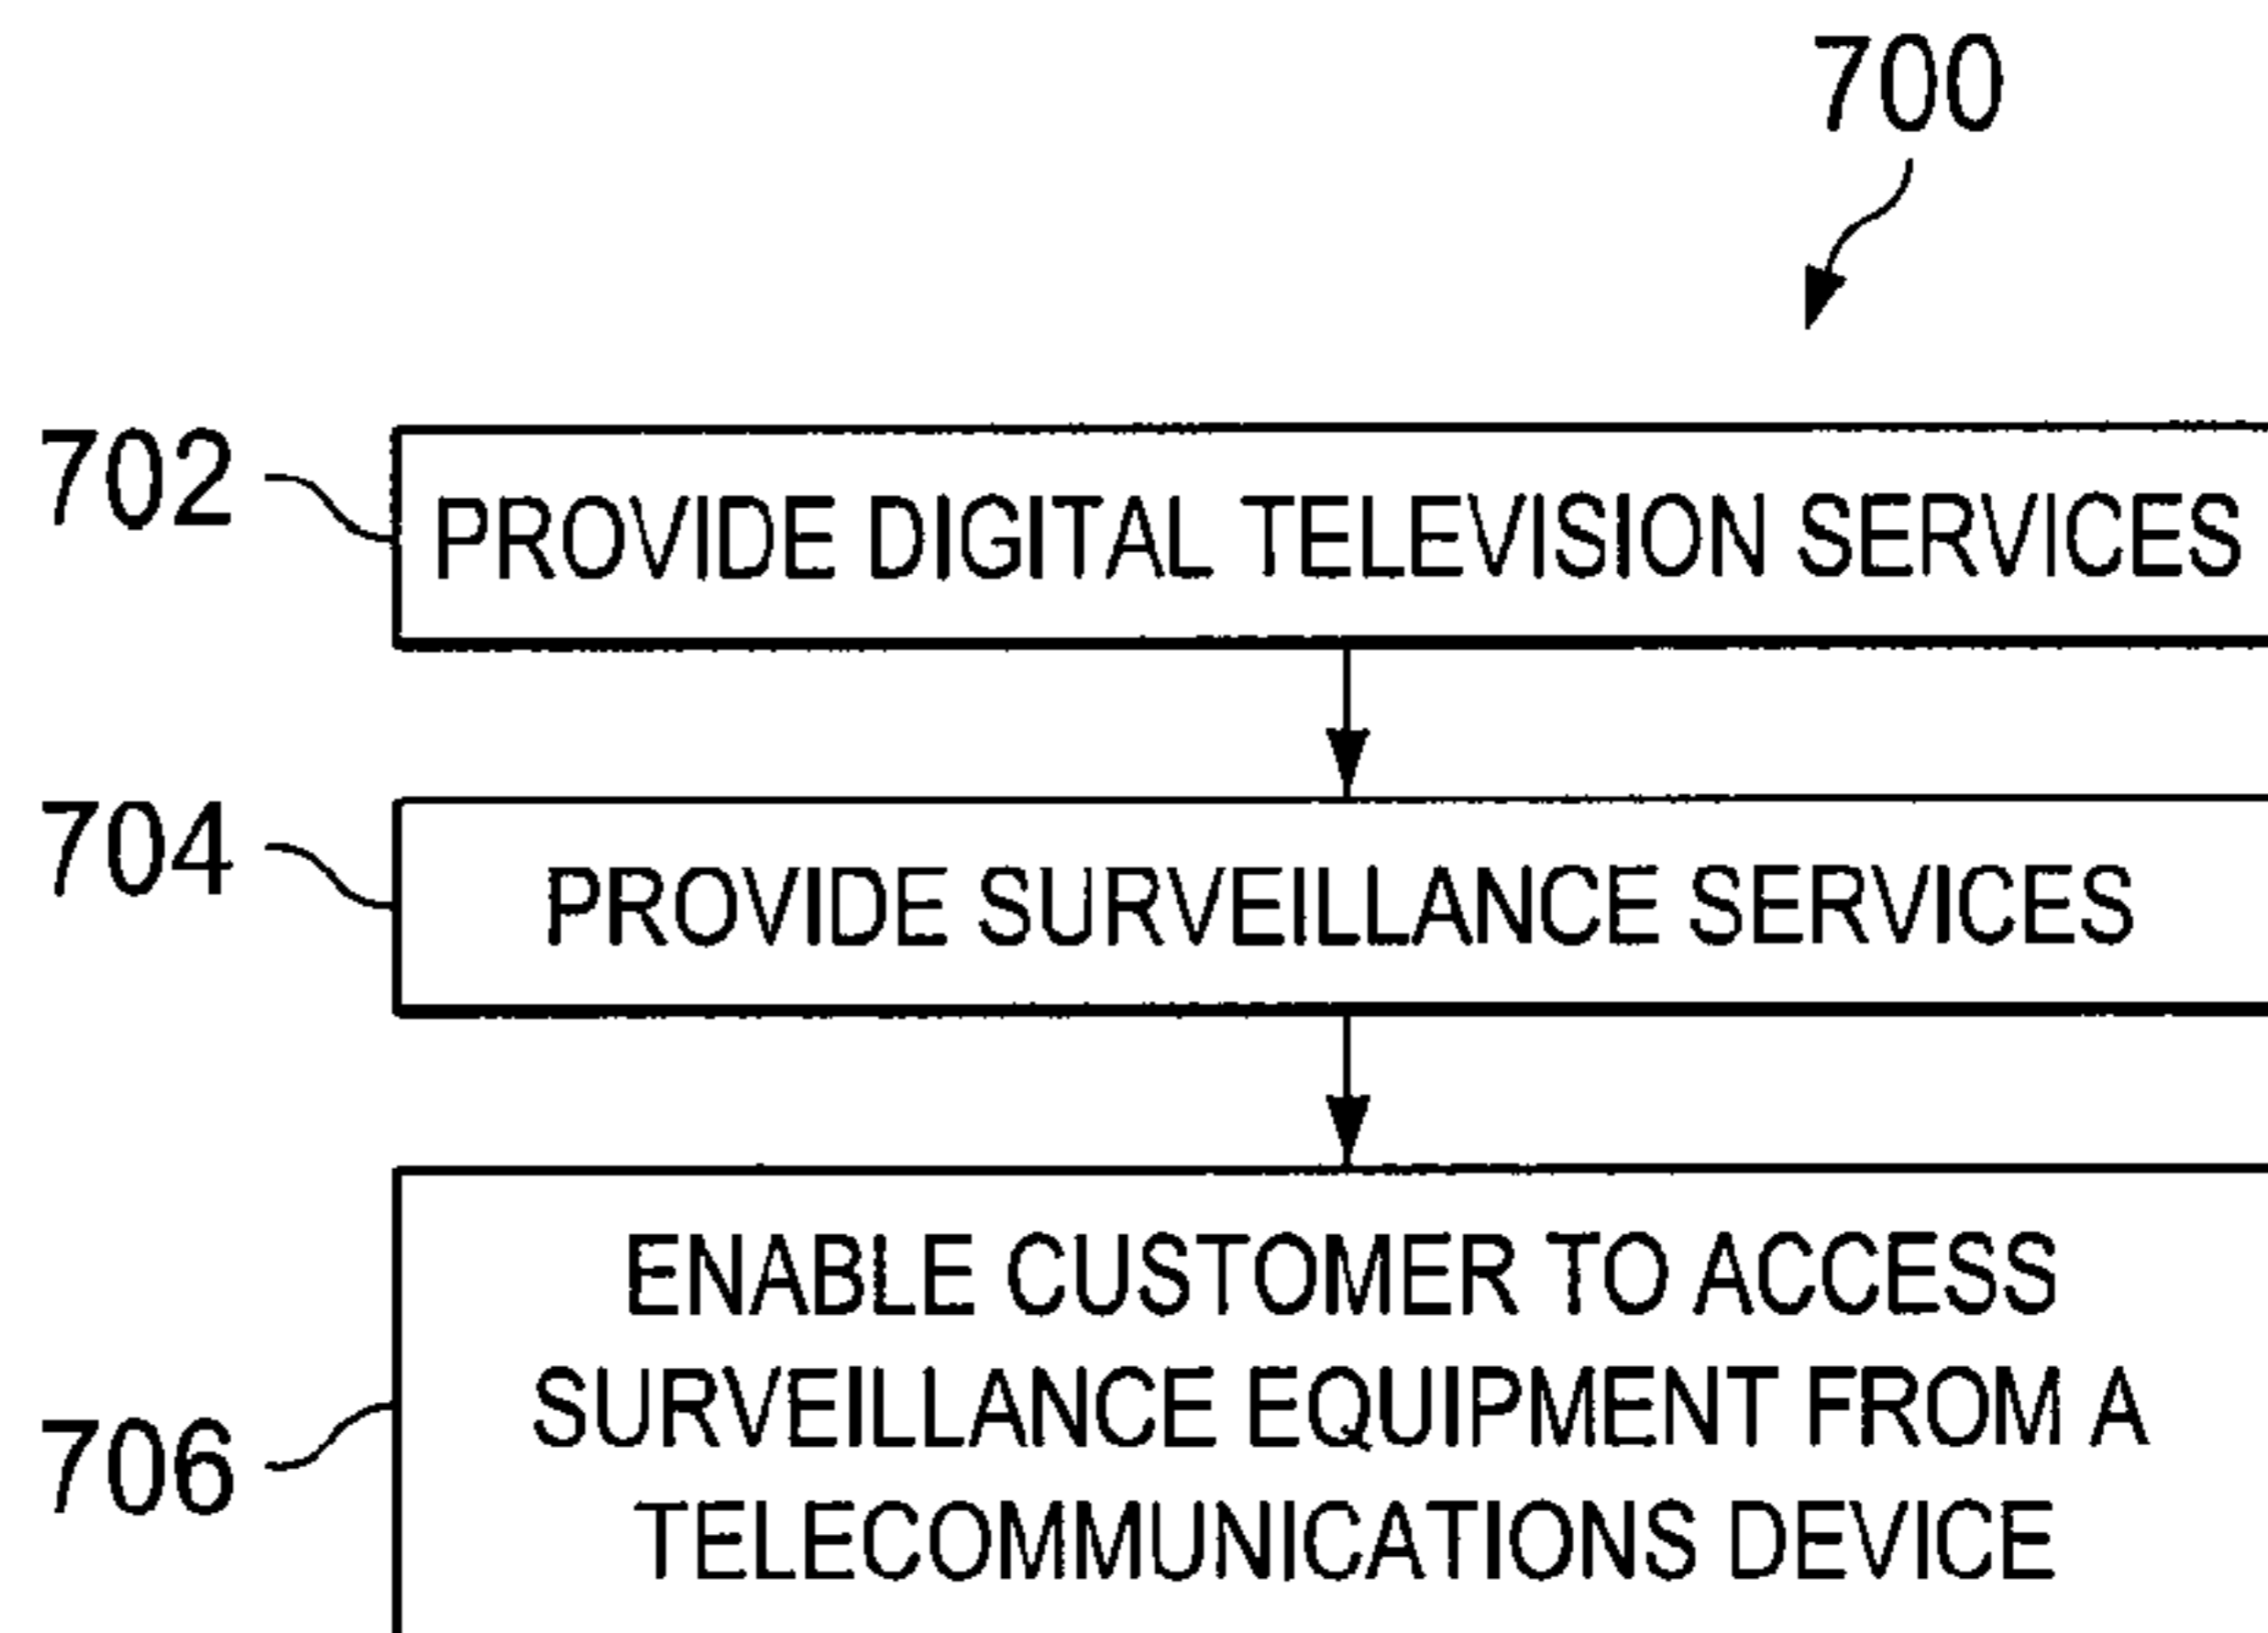 700
702
PROVIDE DIGITAL TELEVISION SERVICES
704
PROVIDE SURVEILLANCE SERVICES
706
ENABLE CUSTOMER TO ACCESS
SURVEILLANCE EQUIPMENT FROM A
TELECOMMUNICATIONS DEVICE